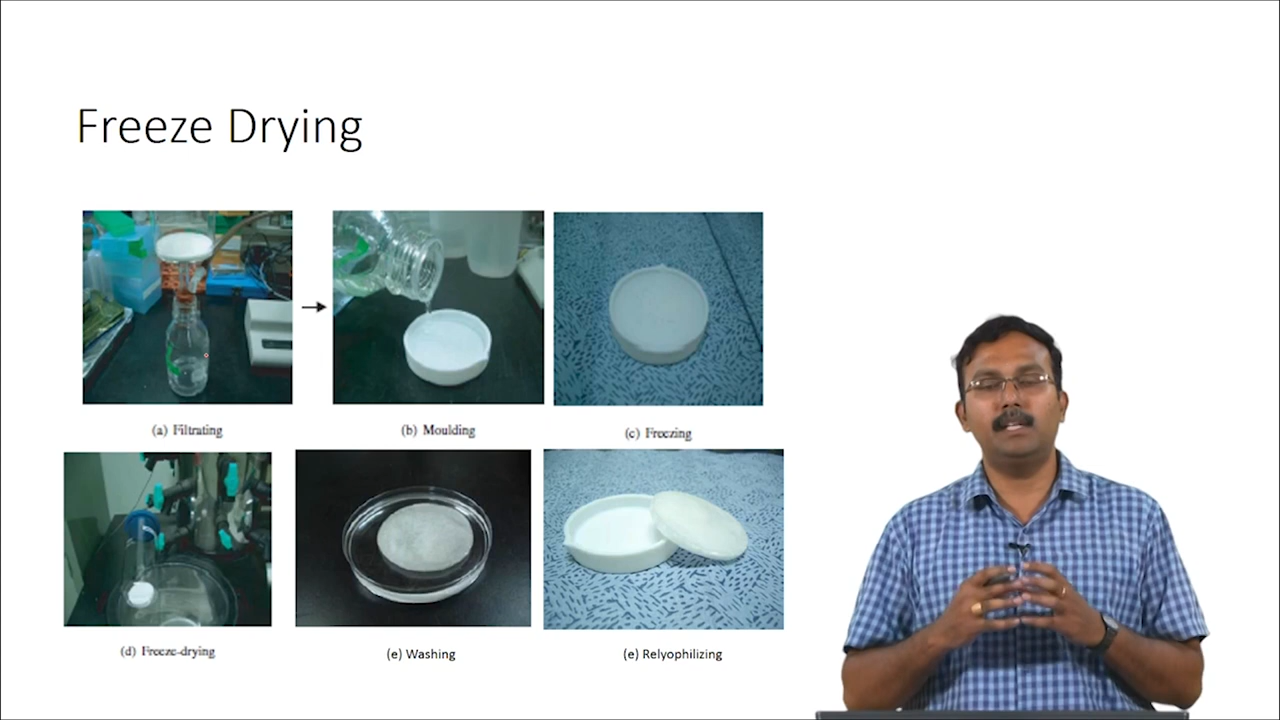 Freeze Drying
(a) Filtrating
(b) Moulding
(c) Freezing
(d) Freeze-drying
(e) Washing
(e) Relyophilizing